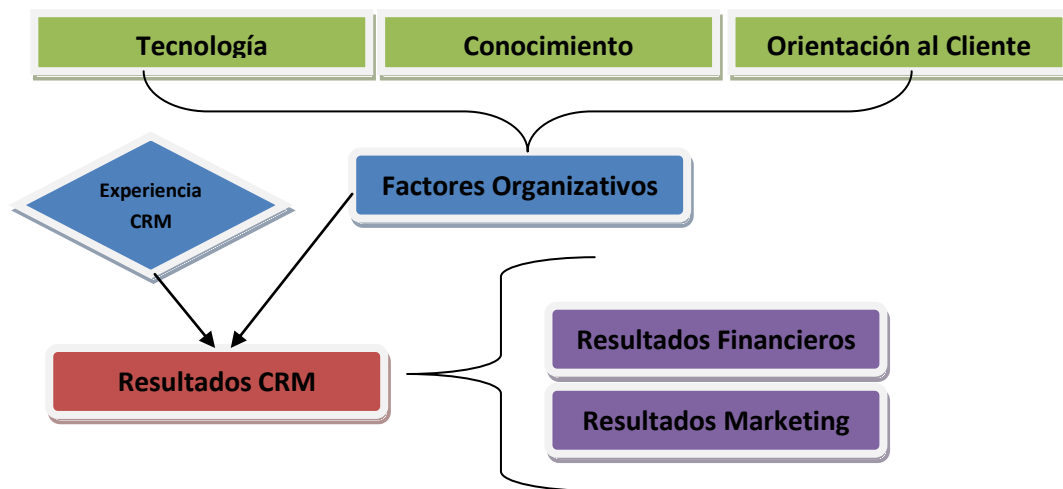 Tecnología
Conocimiento
Orientación al Cliente
Experiencia
CRM
Factores Organizativos
Resultados Financieros
Resultados CRM
Resultados Marketing